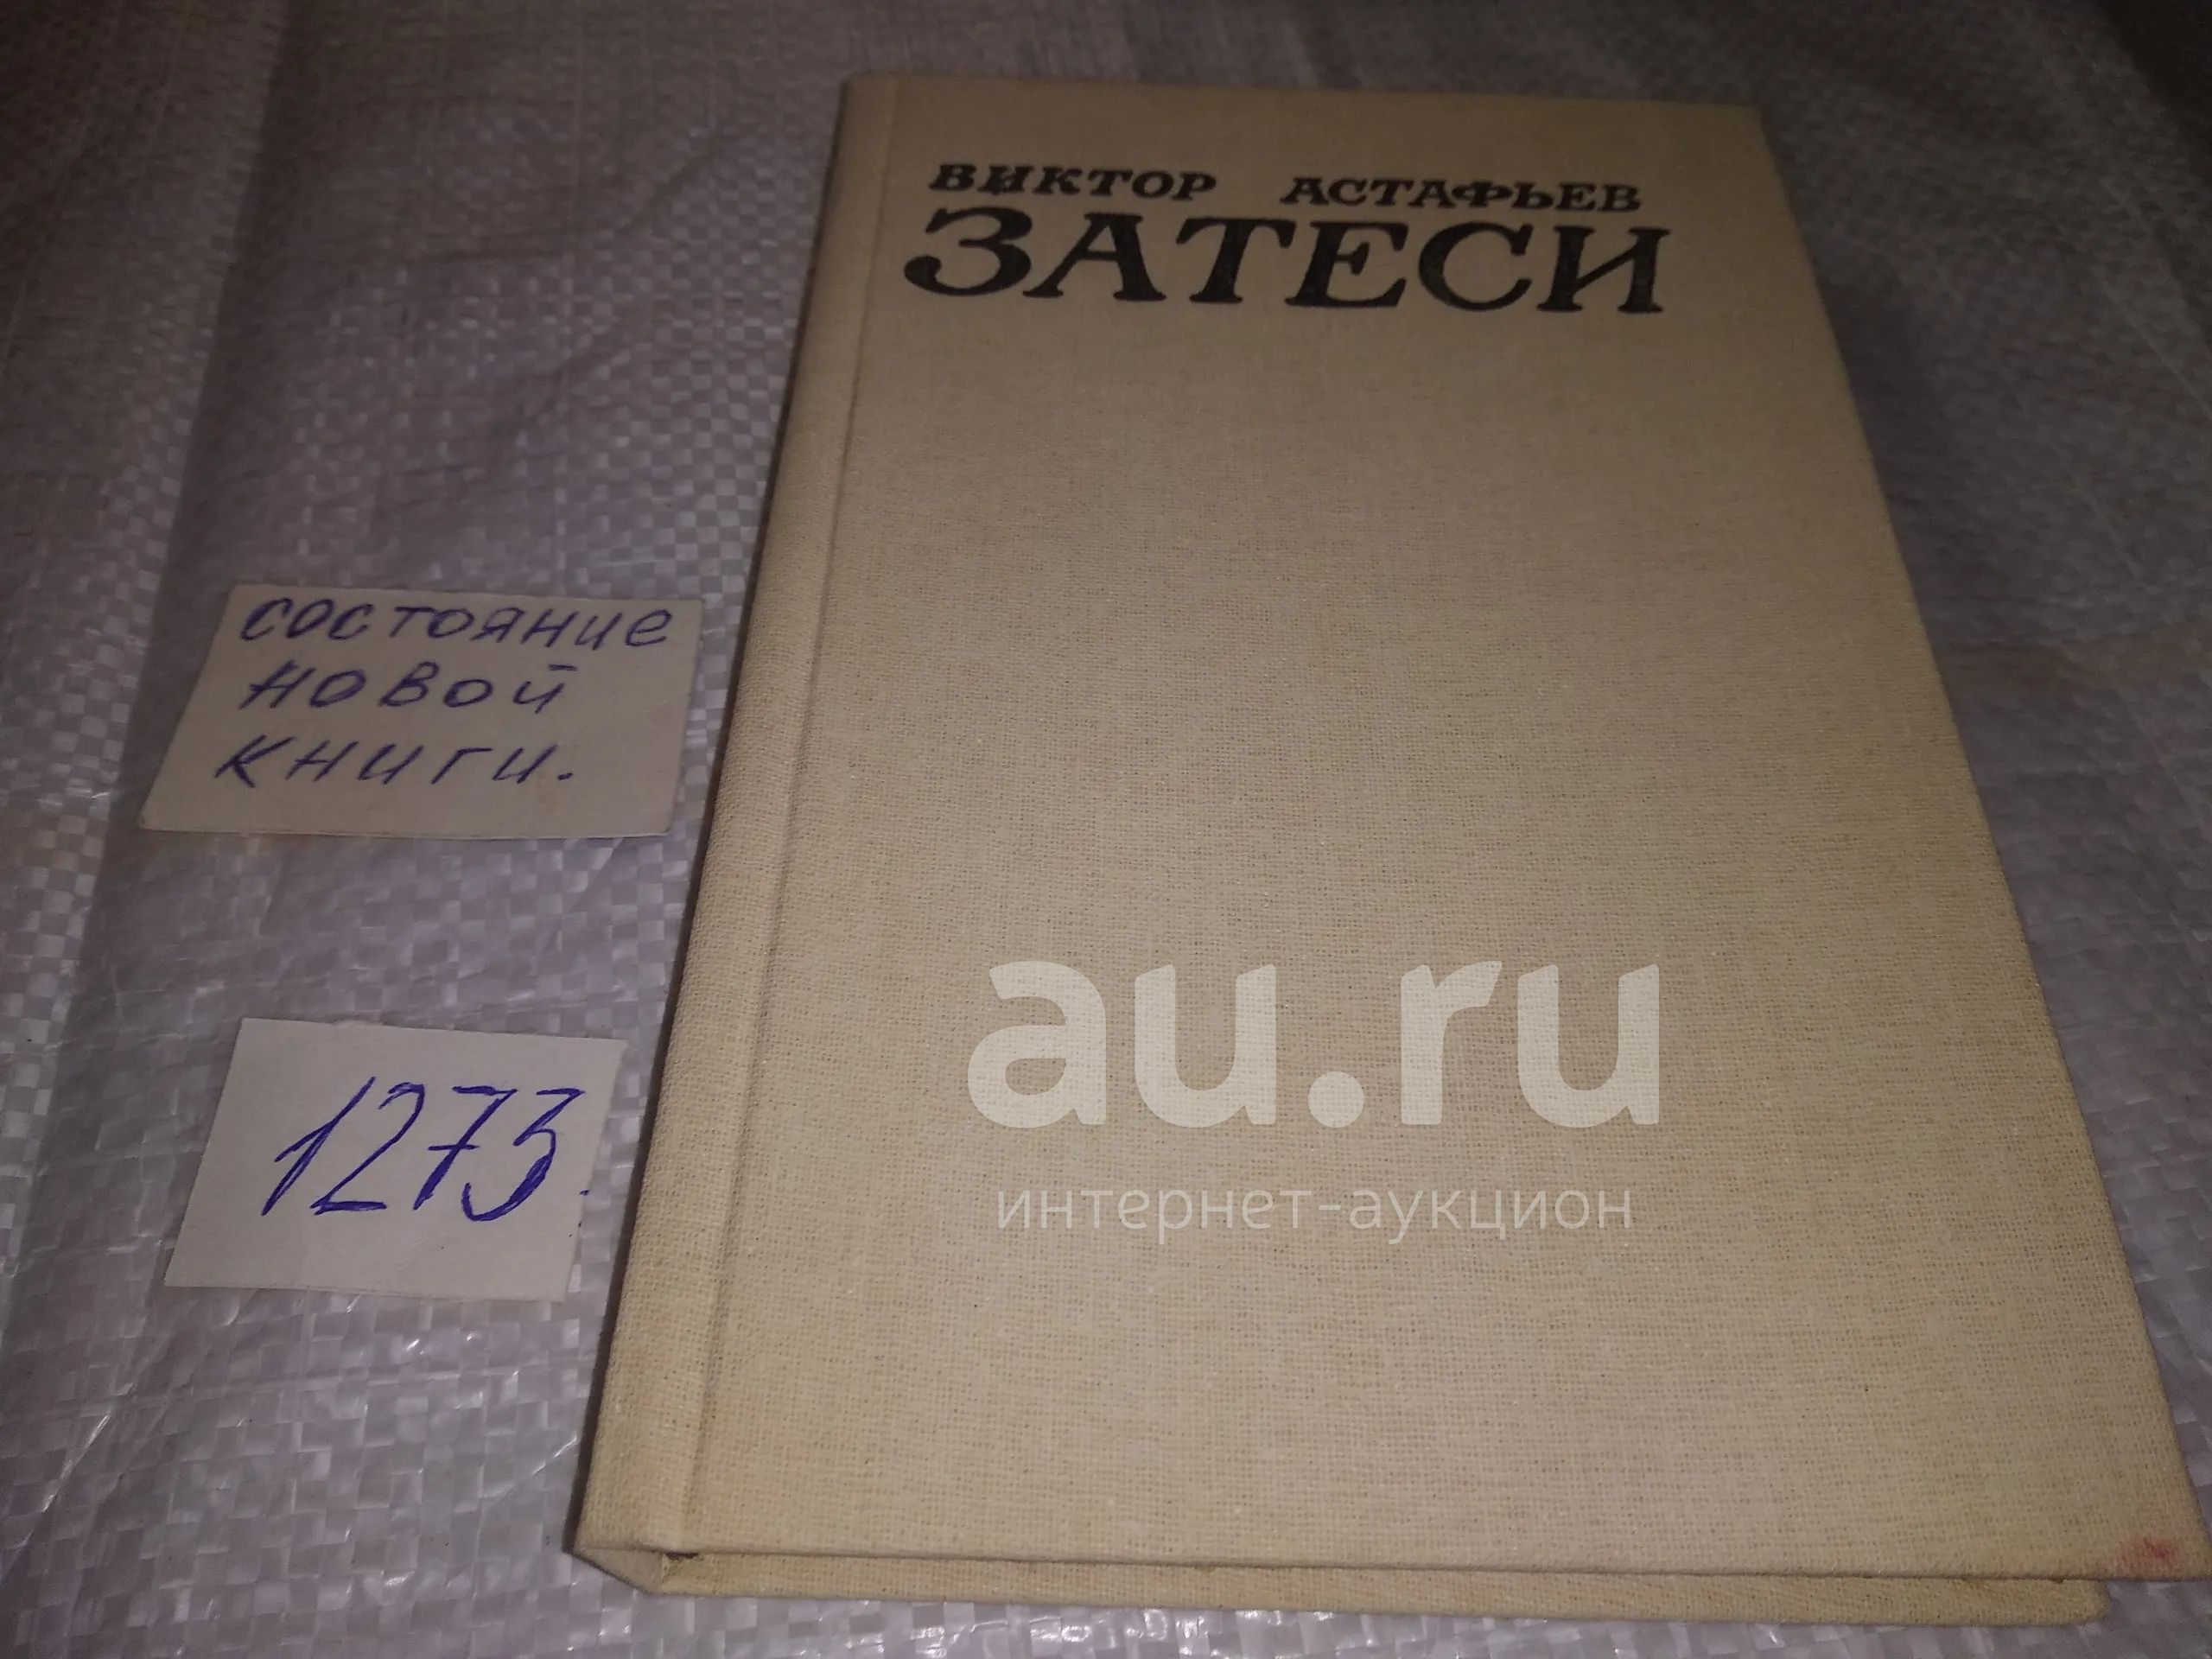 ВИКТОР АСТАФЬЕВ
ЗАТЕСИ
состояние
новой
книги.
1273.
au.ru
интернет-аукцион